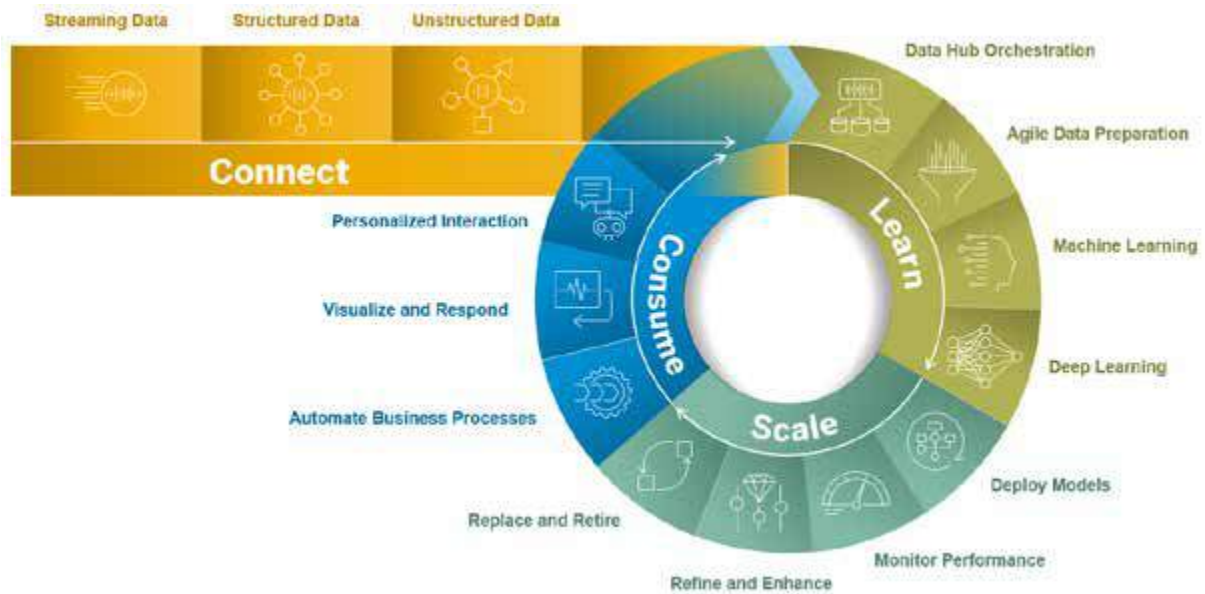 Streaming Data
Structured Data
Unstructured Data
Connect
Data Hub Orchestration
Agile Data Preparation
Machine Learning
Deep Learning
Learn
Deploy Models
Monitor Performance
Refine and Enhance
Replace and Retire
Scale
Automate Business Processes
Visualize and Respond
Personalized Interaction
Consume